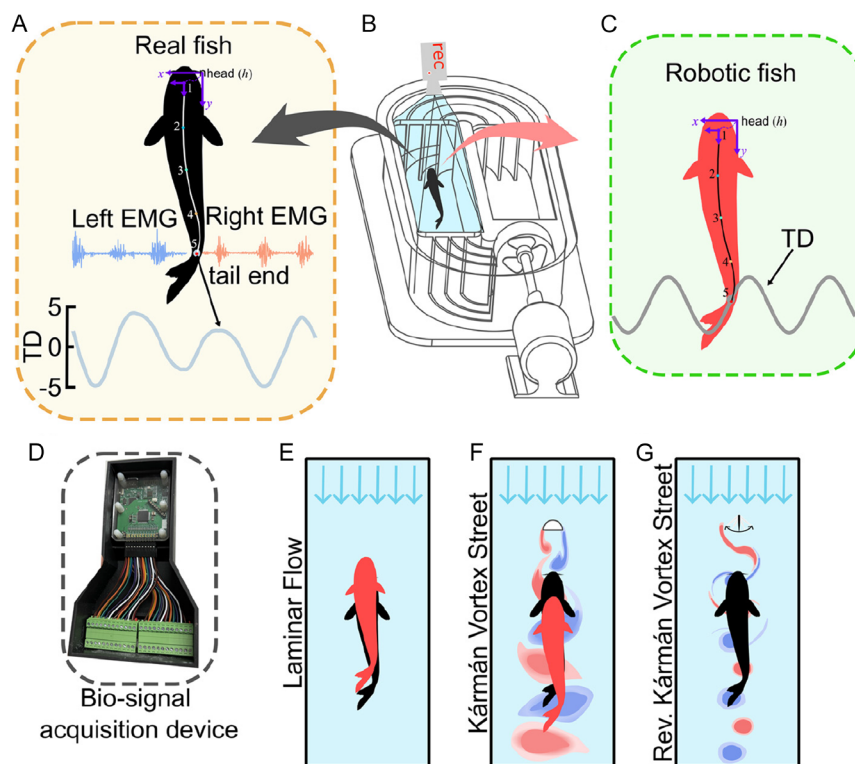 A
Real fish
x
head (h)
1
y
2
3
4
5
Left EMG
Right EMG
tail end
TD
5
0
-5
B
rec
C
Robotic fish
x
head (h)
1
y
2
3
4
5
TD
D
Bio-signal
acquisition device
E
Laminar Flow
F
Kármán Vortex Street
G
Rev. Kármán Vortex Street